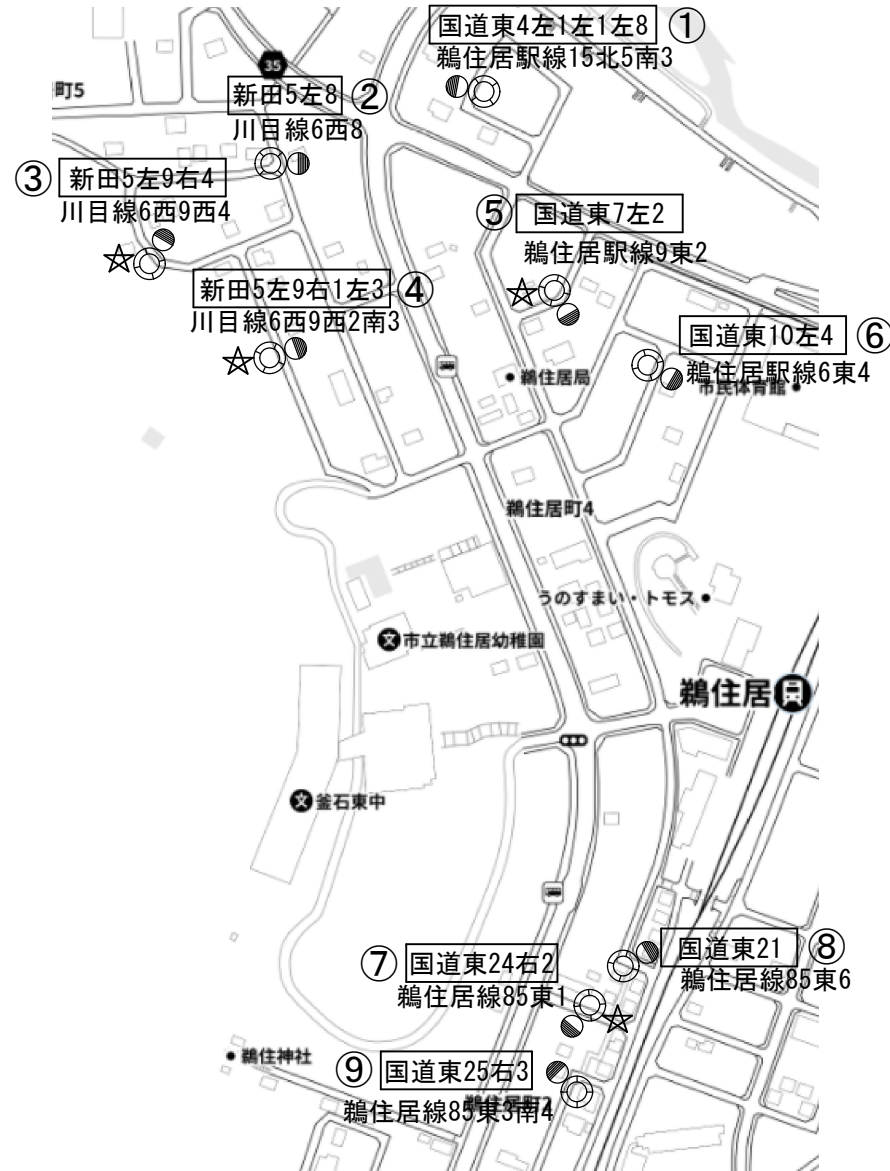 国道東4左1左1左8 ①
鵜住居駅線15北5南3
35
町5
新田5左8 ②
川目線6西8
③ 新田5左9右4
川目線6西9西4
⑤ 国道東7左2
鵜住居駅線9東2
新田5左9右1左3 ④
川目線6西9西2南3
国道東10左4 ⑥
鵜住居駅線6東4
鵜住居局
市民体育館
鵜住居町4
うのすまい・トモス
文 市立鵜住居幼稚園
鵜住居
文 釜石東中
国道東21 ⑧
鵜住居線85東6
⑦ 国道東24右2
鵜住居線85東1
鵜住神社
⑨ 国道東25右3
鵜住居町2
鵜住居線85東3南4